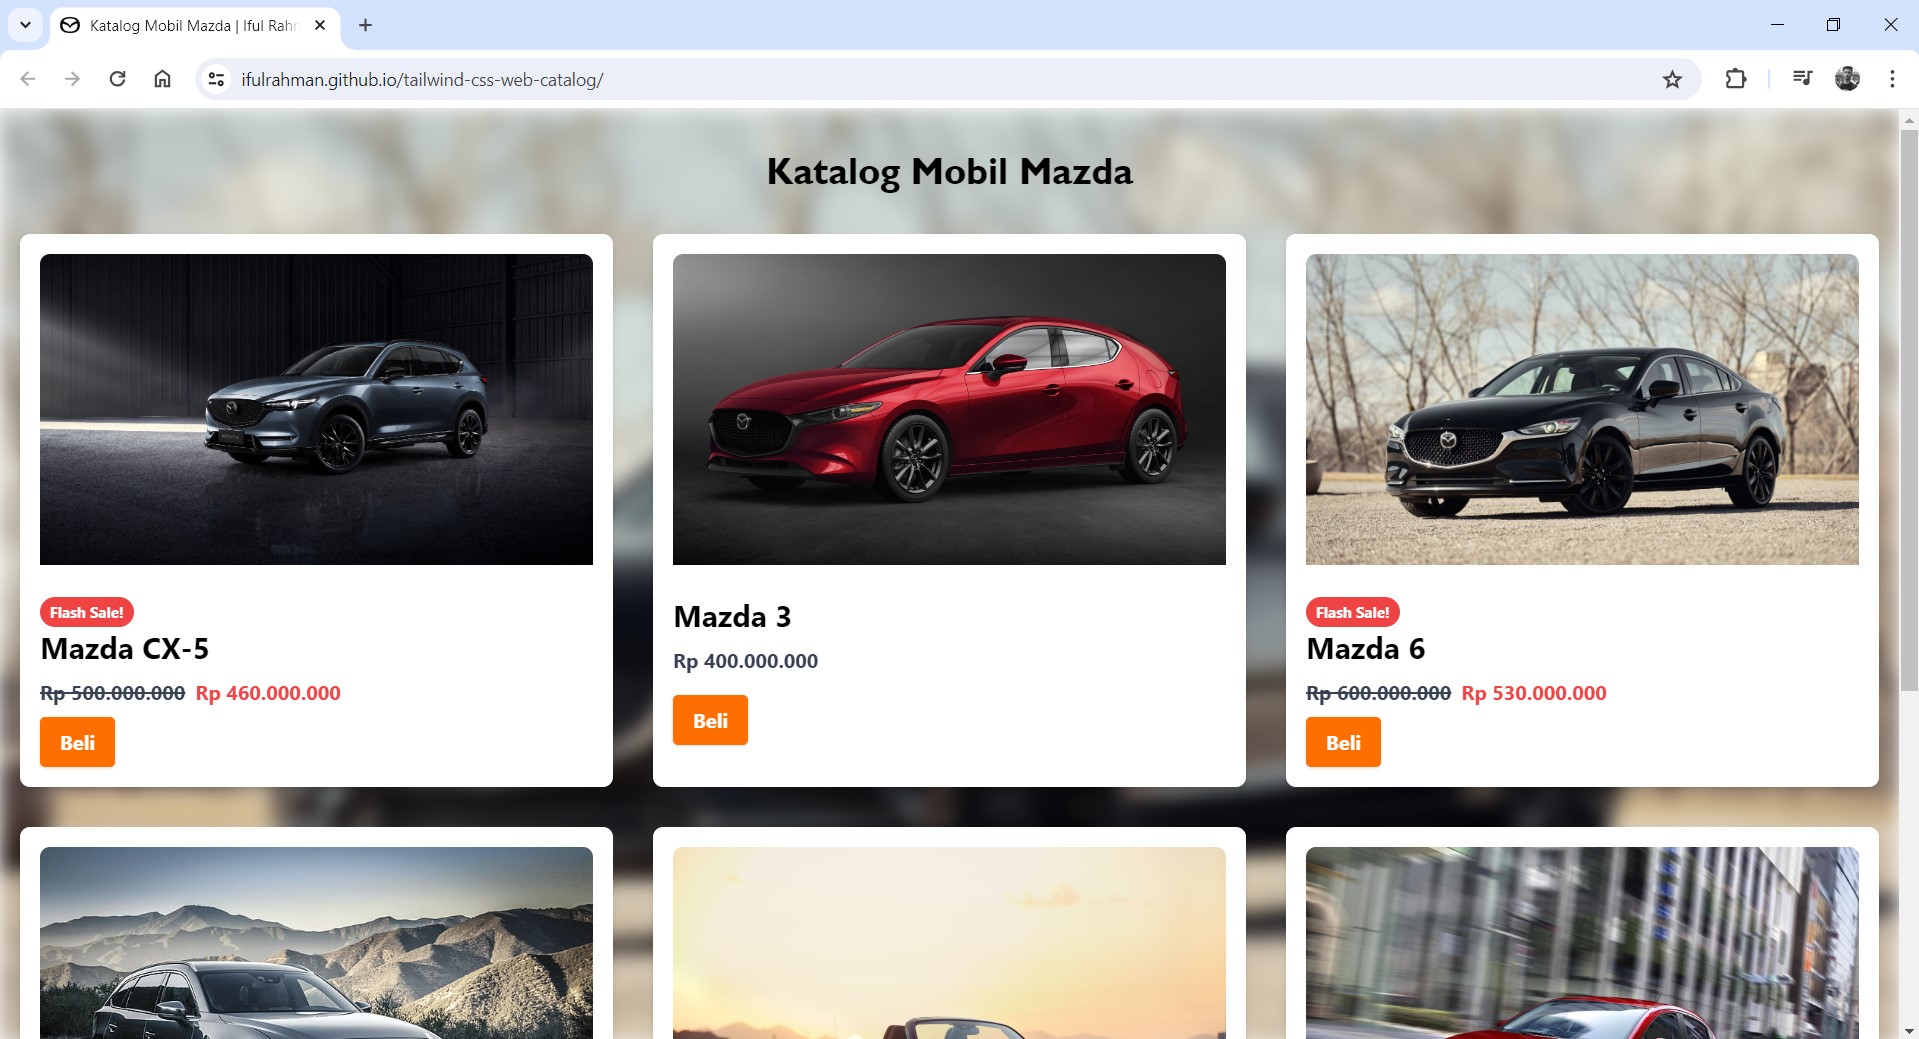 Katalog Mobil Mazda | Iful Rahr
ifulrahman.github.io/tailwind-css-web-catalog/
Katalog Mobil Mazda
Flash Sale!
Mazda CX-5
Rp 500.000.000 Rp 460.000.000
Beli
Mazda 3
Rp 400.000.000
Beli
Flash Sale!
Mazda 6
Rp 600.000.000 Rp 530.000.000
Beli